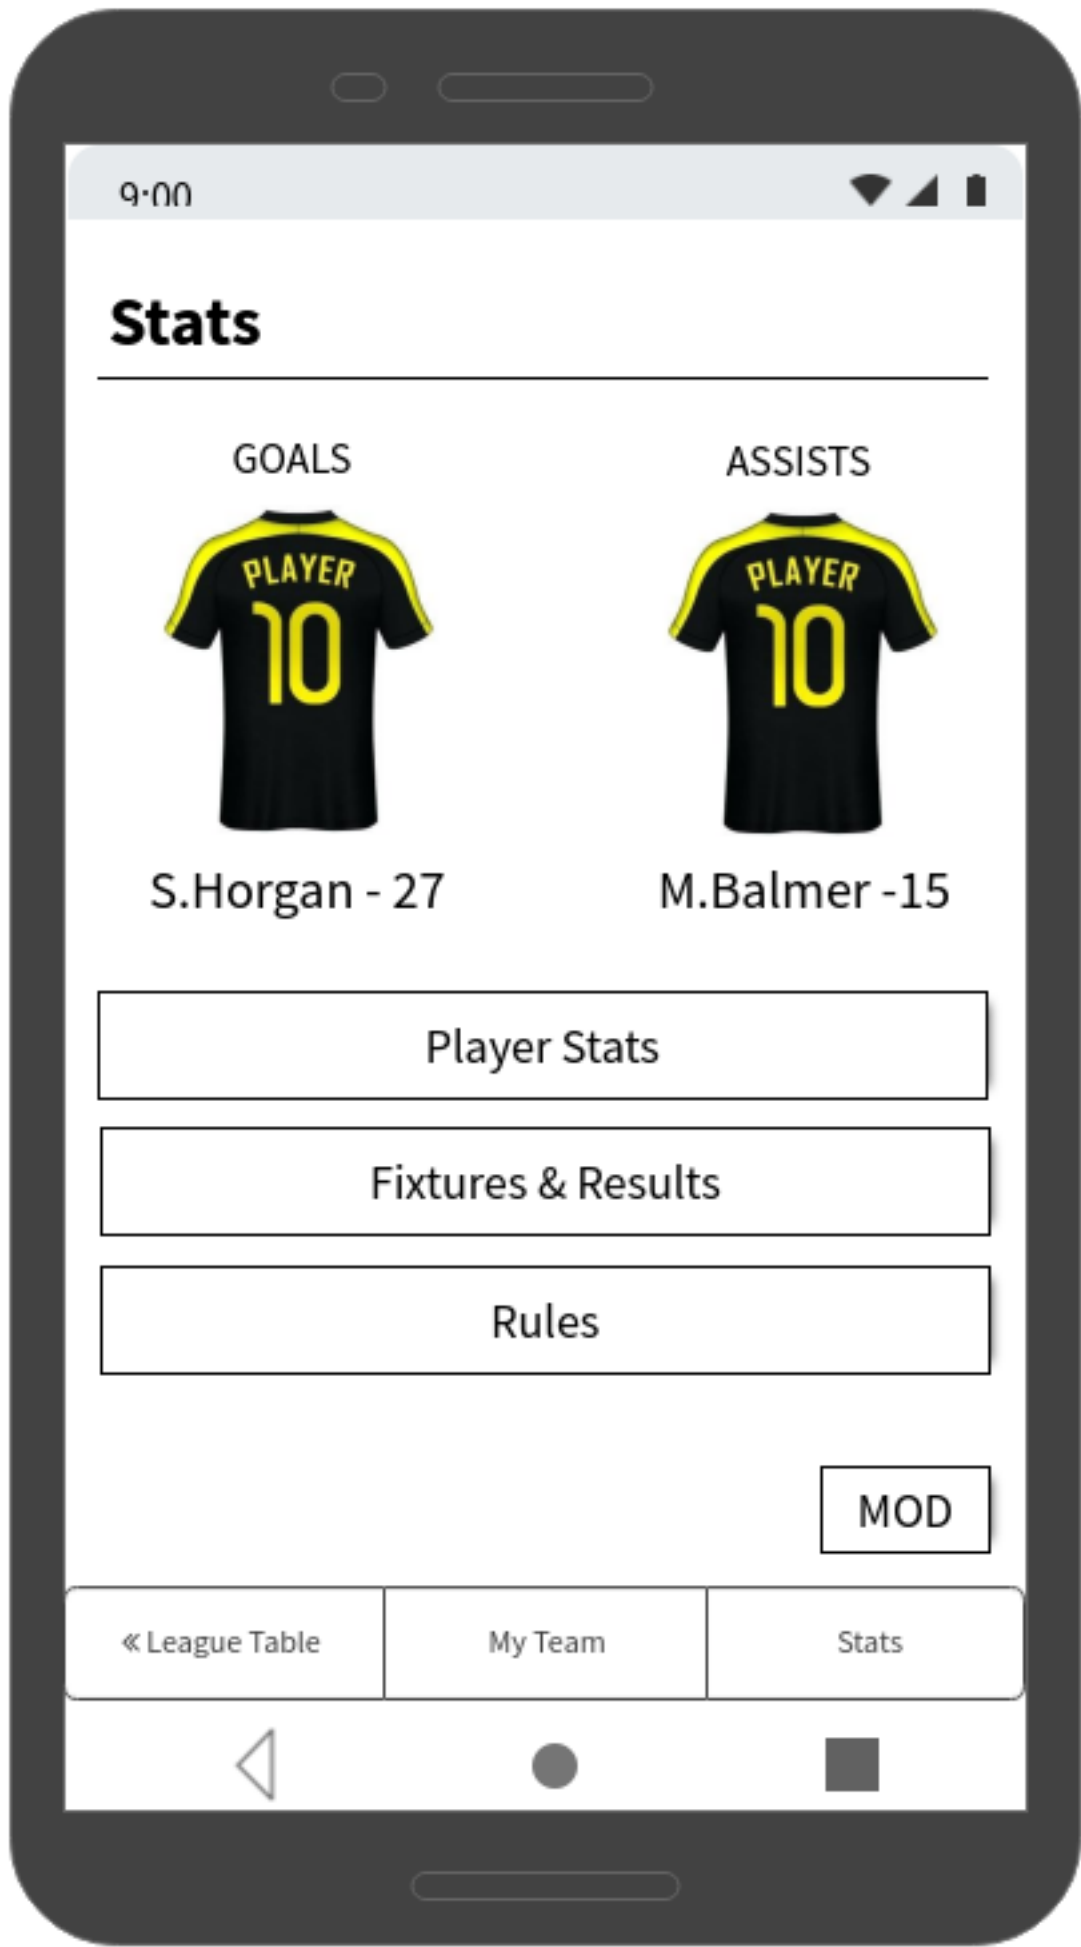 9:00
Stats
GOALS ASSISTS
PLAYER PLAYER
10 10
S.Horgan - 27 M.Balmer -15
Player Stats
Fixtures & Results
Rules
MOD
« League Table My Team Stats